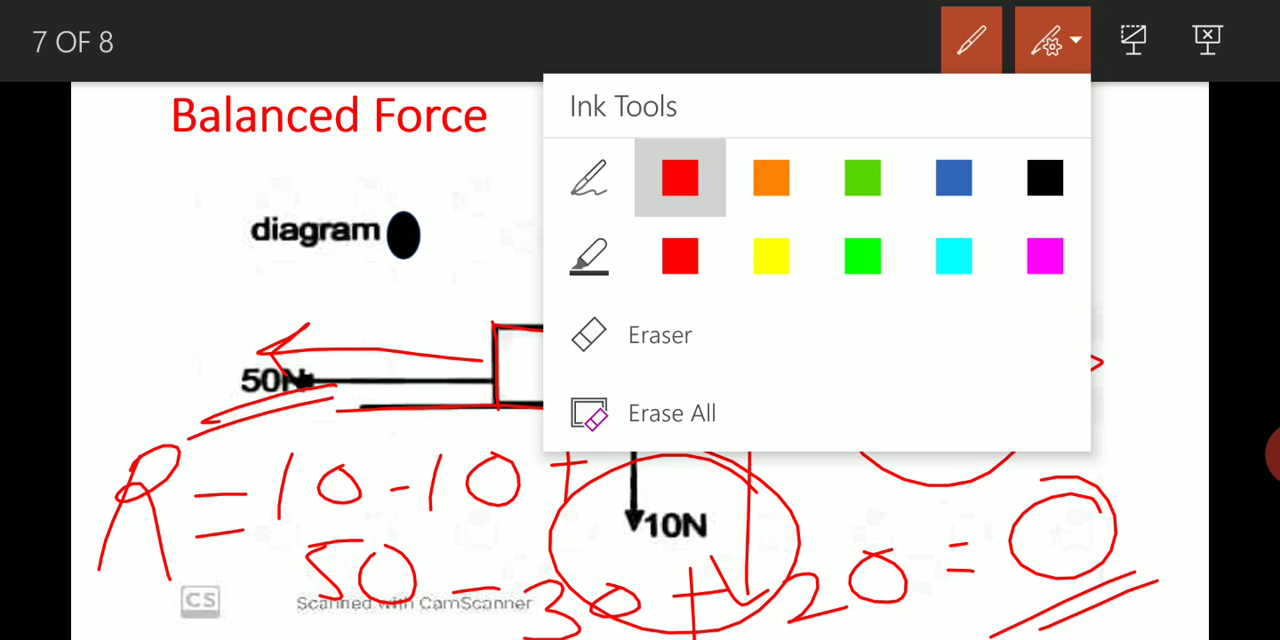 7 OF 8
Balanced Force
Ink Tools
diagram
Eraser
50N
Erase All
R = 10 - 10 +
10N
50 - 30 + 20 = 0
CS
Scanned with CamScanner